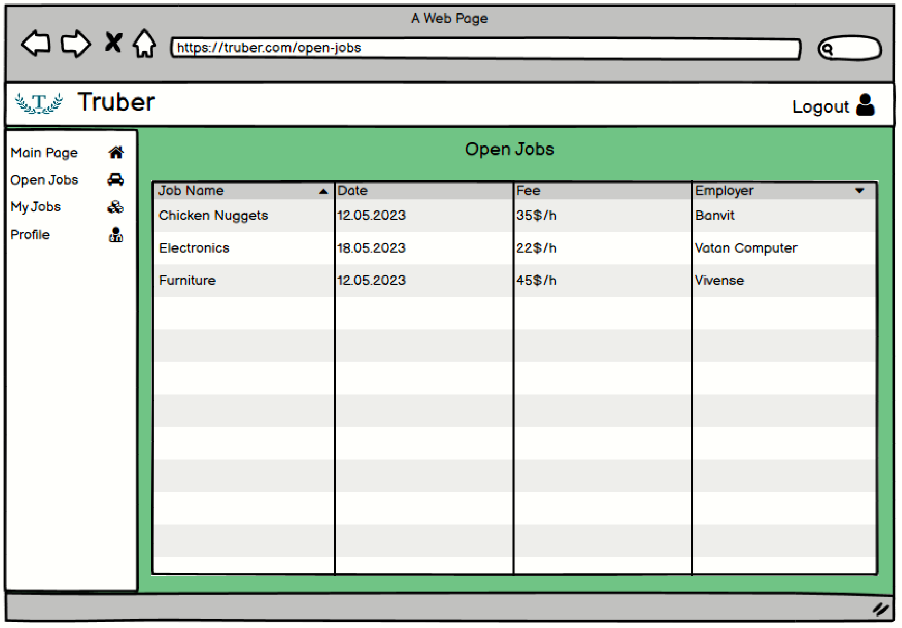 A Web Page
https://truber.com/open-jobs
T Truber
Logout
Main Page
Open Jobs
My Jobs
Profile
Open Jobs
Job Name Date Fee Employer
Chicken Nuggets 12.05.2023 35$/h Banvit
Electronics 18.05.2023 22$/h Vatan Computer
Furniture 12.05.2023 45$/h Vivense